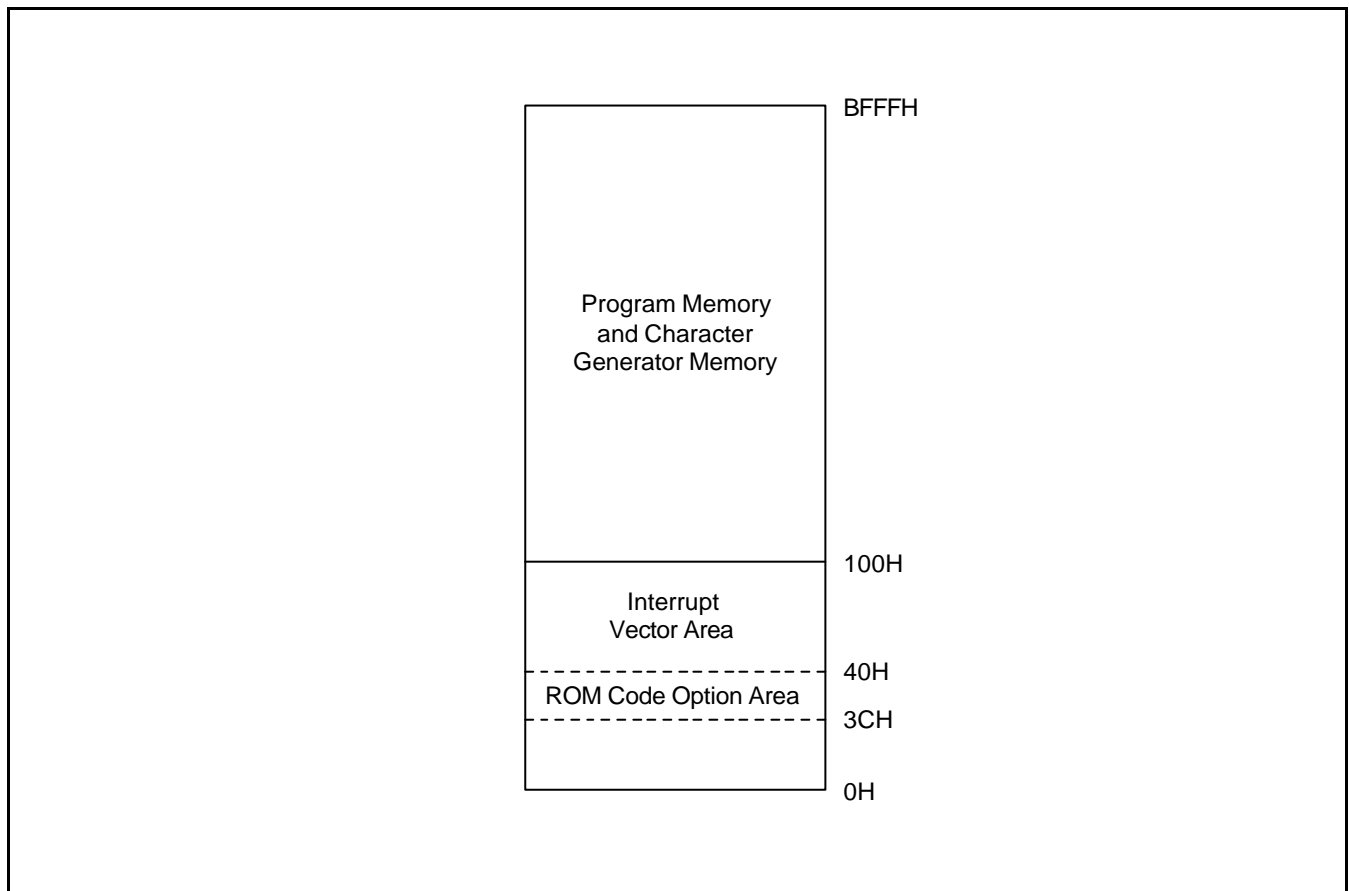 BFFFH
Program Memory
and Character
Generator Memory
100H
Interrupt
Vector Area
40H
ROM Code Option Area
3CH
0H